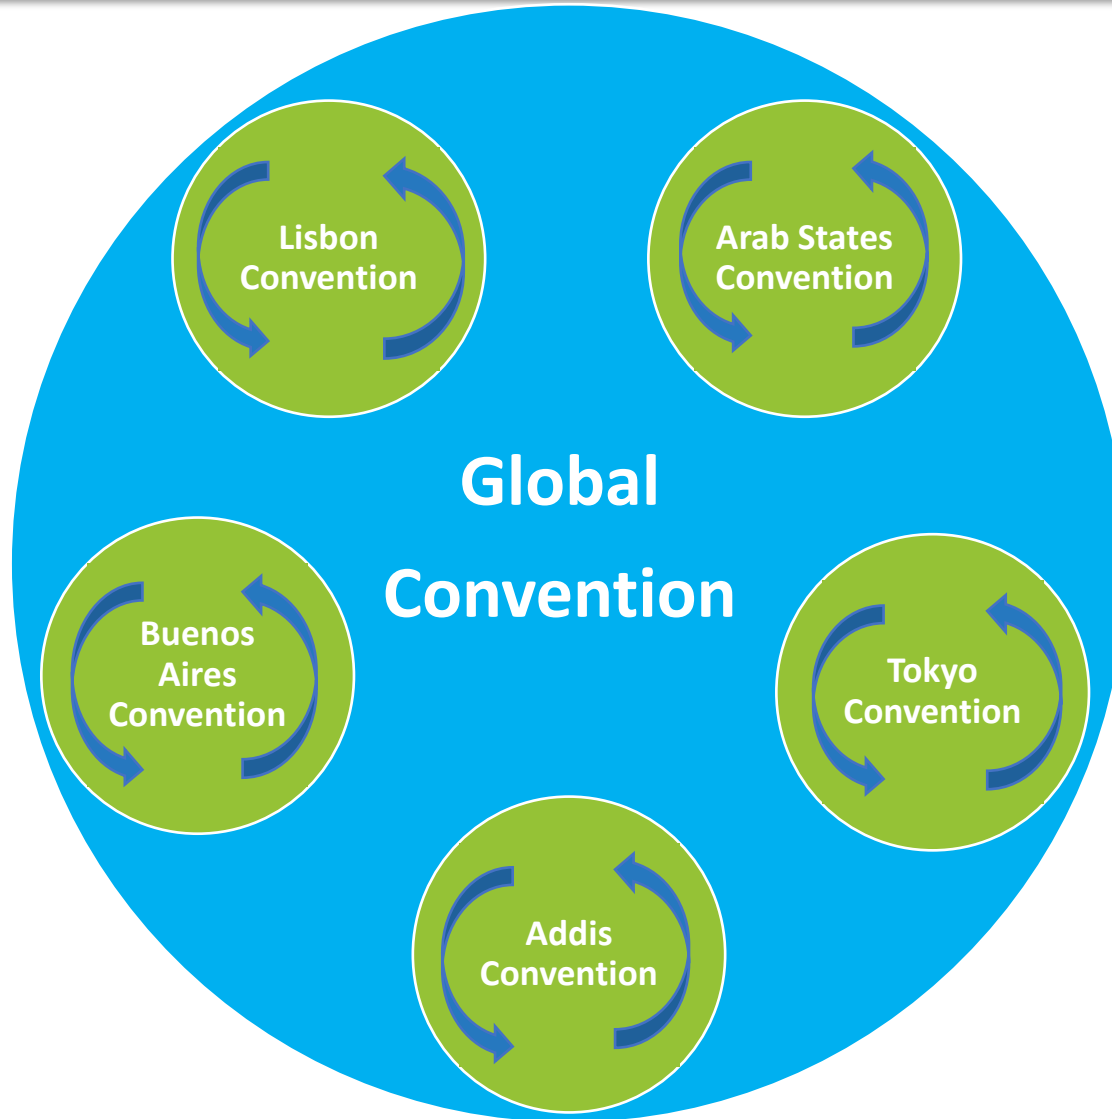 Lisbon
Convention
Arab States
Convention
Global
Convention
Buenos
Aires
Convention
Tokyo
Convention
Addis
Convention